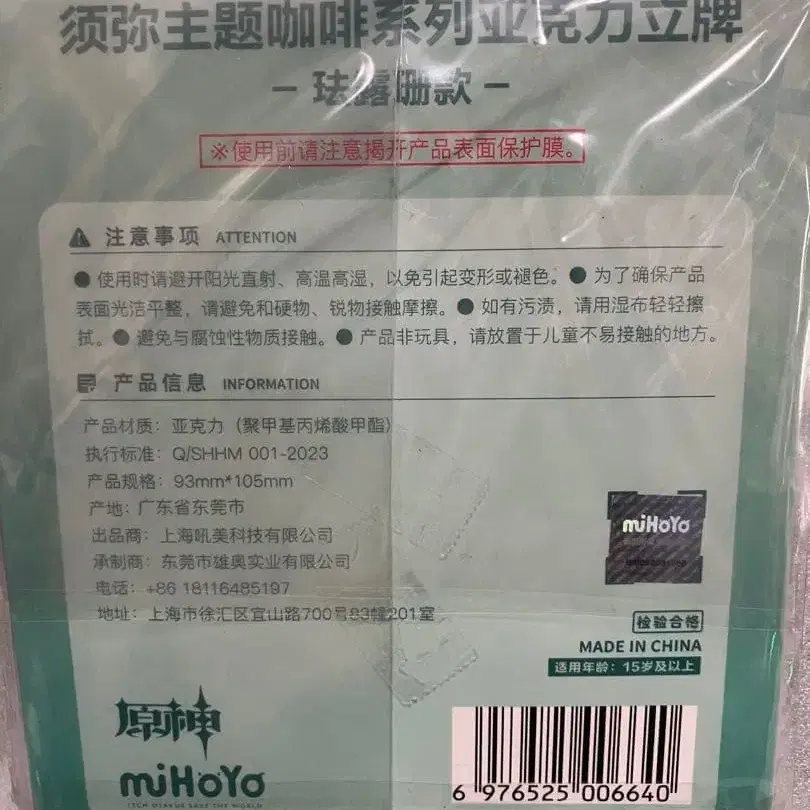 须弥主题咖啡系列亚克力立牌
– 珐露珊款 –
※使用前请注意揭开产品表面保护膜。
注意事项 ATTENTION
● 使用时请避开阳光直射、高温高湿，以免引起变形或褪色。● 为了确保产品
表面光洁平整，请避免和硬物、锐物接触摩擦。● 如有污渍，请用湿布轻轻擦
拭。● 避免与腐蚀性物质接触。● 产品非玩具，请放置于儿童不易接触的地方。
产品信息 INFORMATION
产品材质：亚克力（聚甲基丙烯酸甲酯）
执行标准：Q/SHHM 001-2023
产品规格：93mm*105mm
产地：广东省东莞市
出品商：上海吼美科技有限公司
承制商：东莞市雄奥实业有限公司
电话：+86 18116485197
地址：上海市徐汇区宜山路700号83幢201室
miHoYo
检验合格
MADE IN CHINA
适用年龄：15岁及以上
原神
miHoYo
TECH OTAKUS SAVE THE WORLD
6 976525 006640